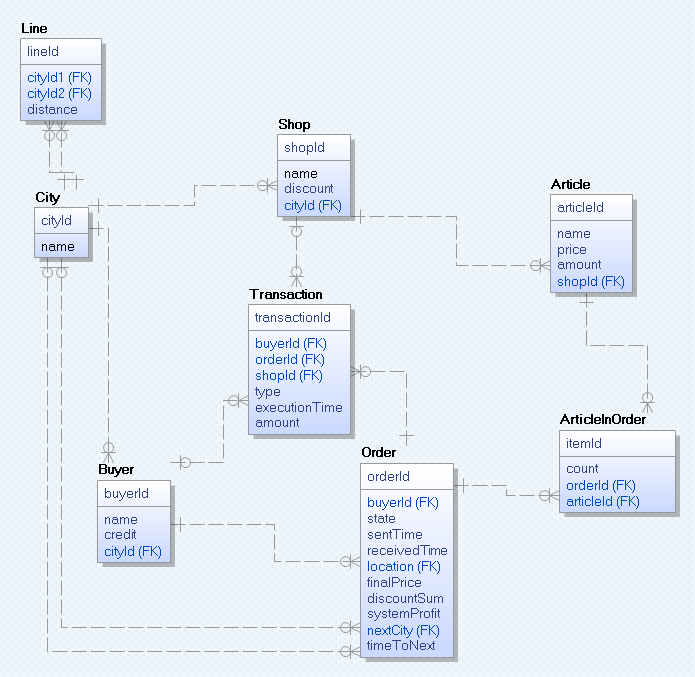 Line
lineId
cityId1 (FK)
cityId2 (FK)
distance
City
cityId
name
Shop
shopId
name
discount
cityId (FK)
Article
articleId
name
price
amount
shopId (FK)
Transaction
transactionId
buyerId (FK)
orderId (FK)
shopId (FK)
type
executionTime
amount
Buyer
buyerId
name
credit
cityId (FK)
Order
orderId
buyerId (FK)
state
sentTime
receivedTime
location (FK)
finalPrice
discountSum
systemProfit
nextCity (FK)
timeToNext
ArticleInOrder
itemId
count
orderId (FK)
articleId (FK)